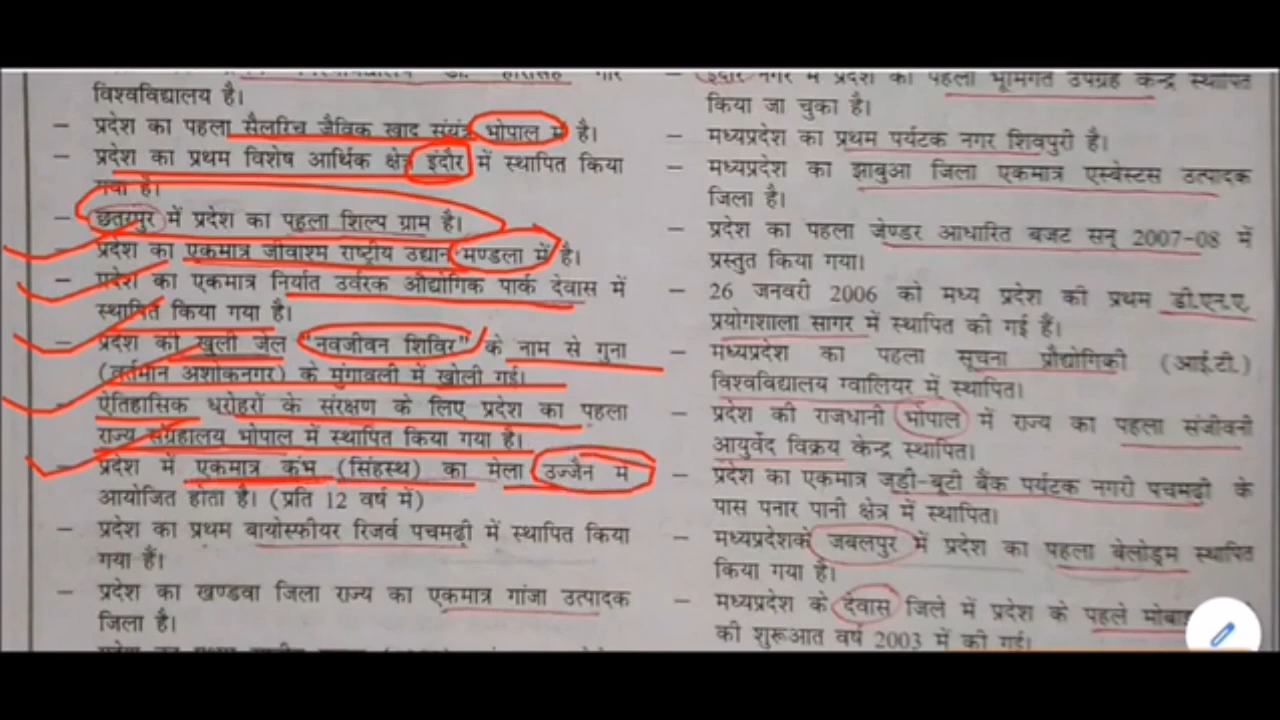 विश्वविद्यालय है।
– प्रदेश का पहला सैलरिच जैविक खाद संयंत्र भोपाल में है।
– प्रदेश का प्रथम विशेष आर्थिक क्षेत्र इंदौर में स्थापित किया
गया है।
– छतरपुर में प्रदेश का पहला शिल्प ग्राम है।
– प्रदेश का एकमात्र जीवाश्म राष्ट्रीय उद्यान मण्डला में है।
– प्रदेश का एकमात्र निर्यात उर्वरक औद्योगिक पार्क देवास में
स्थापित किया गया है।
– प्रदेश की खुली जेल "नवजीवन शिविर" के नाम से गुना
(वर्तमान अशोकनगर) के मुंगावली में खोली गई।
– ऐतिहासिक धरोहरों के संरक्षण के लिए प्रदेश का पहला
राज्य संग्रहालय भोपाल में स्थापित किया गया है।
– प्रदेश में एकमात्र कुंभ (सिंहस्थ) का मेला उज्जैन में
आयोजित होता है। (प्रति 12 वर्ष में)
– प्रदेश का प्रथम बायोस्फीयर रिजर्व पचमढ़ी में स्थापित किया
गया हैं।
– प्रदेश का खण्डवा जिला राज्य का एकमात्र गांजा उत्पादक
जिला है।
– इंदौर नगर में प्रदेश का पहला भूमिगत उपग्रह केन्द्र स्थापित
किया जा चुका है।
– मध्यप्रदेश का प्रथम पर्यटक नगर शिवपुरी है।
– मध्यप्रदेश का झाबुआ जिला एकमात्र एस्बेस्टस उत्पादक
जिला है।
– प्रदेश का पहला जेण्डर आधारित बजट सन् 2007-08 में
प्रस्तुत किया गया।
– 26 जनवरी 2006 को मध्य प्रदेश की प्रथम डी.एन.ए.
प्रयोगशाला सागर में स्थापित की गई हैं।
– मध्यप्रदेश का पहला सूचना प्रौद्योगिकी (आई.टी.)
विश्वविद्यालय ग्वालियर में स्थापित।
– प्रदेश की राजधानी भोपाल में राज्य का पहला संजीवनी
आयुर्वेद विक्रय केन्द्र स्थापित।
– प्रदेश का एकमात्र जड़ी-बूटी बैंक पर्यटक नगरी पचमढ़ी के
पास पनार पानी क्षेत्र में स्थापित।
– मध्यप्रदेशके जबलपुर में प्रदेश का पहला बेलोड्रम स्थापित
किया गया है।
– मध्यप्रदेश के देवास जिले में प्रदेश के पहले
की शुरूआत वर्ष 2003 में की गई।